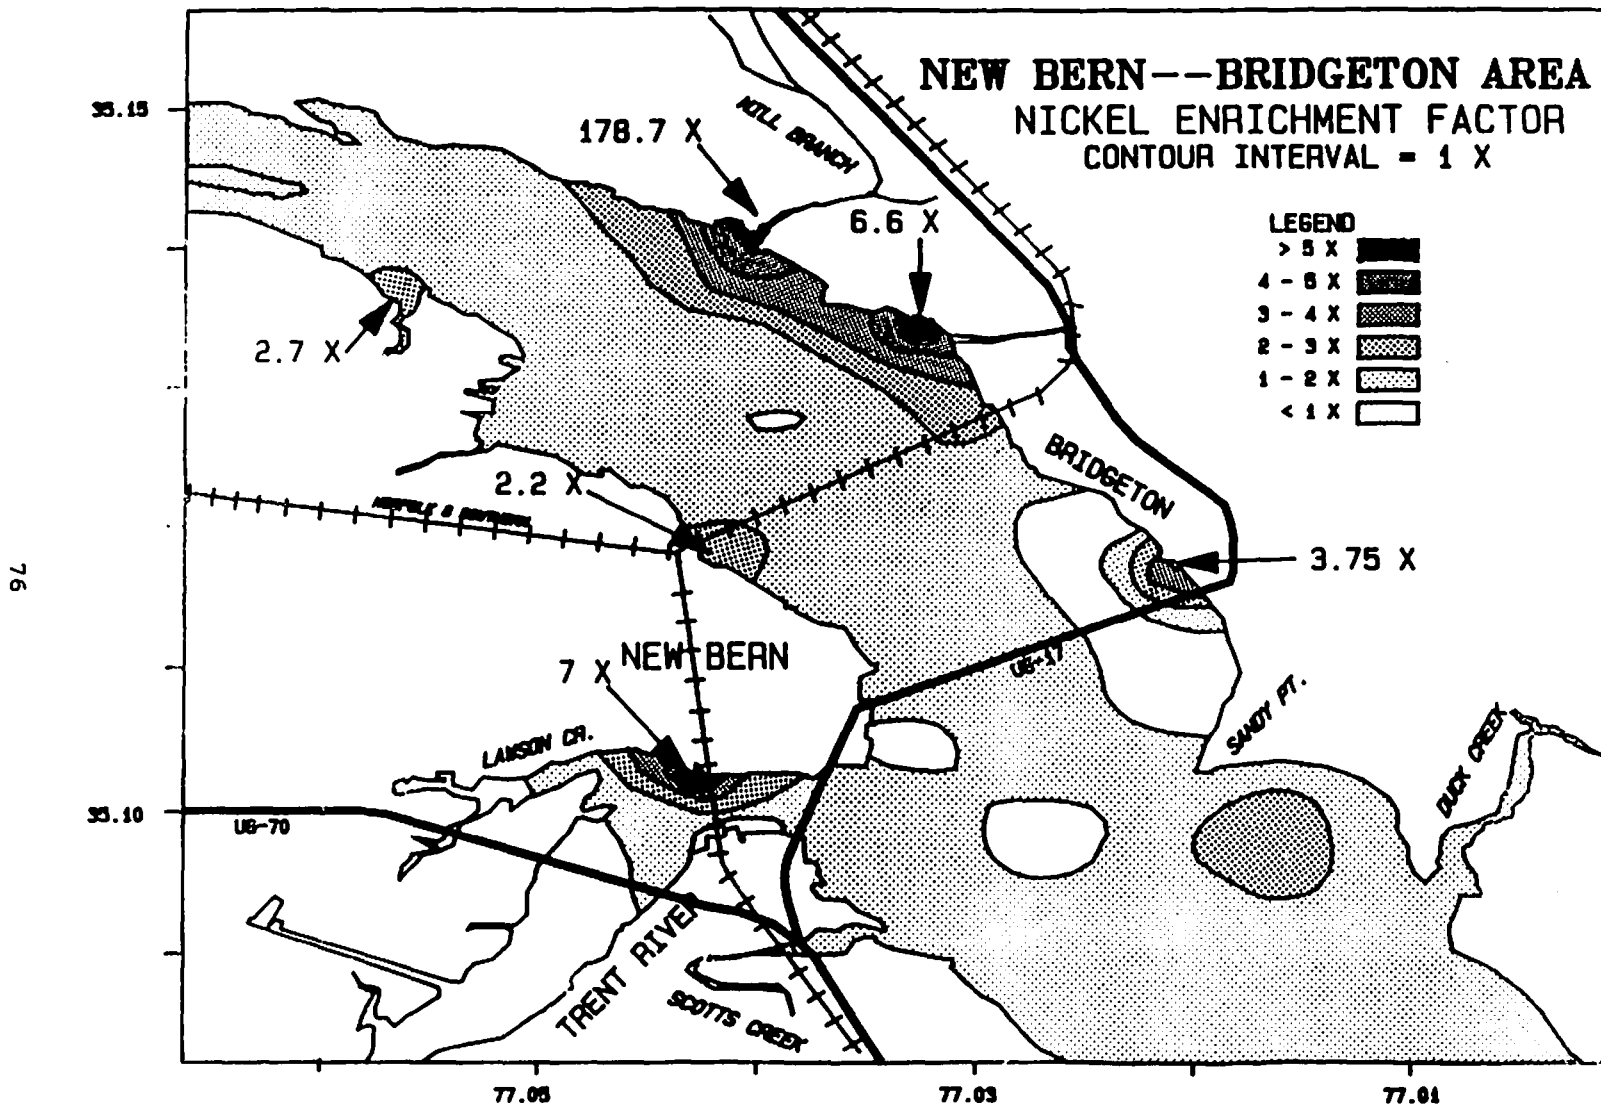 NEW BERN--BRIDGETON AREA
NICKEL ENRICHMENT FACTOR
CONTOUR INTERVAL = 1 X
35.15
MILL BRANCH
178.7 X
6.6 X
LEGEND
> 5 X
4 - 5 X
3 - 4 X
2 - 3 X
1 - 2 X
< 1 X
2.7 X
BRIDGETON
2.2 X
NORFOLK & SOUTHERN
3.75 X
76
NEW BERN
7 X
US-17
SANDY PT.
LAWSON CR.
DUCK CREEK
35.10
US-70
TRENT RIVER
SCOTTS CREEK
77.05
77.03
77.01